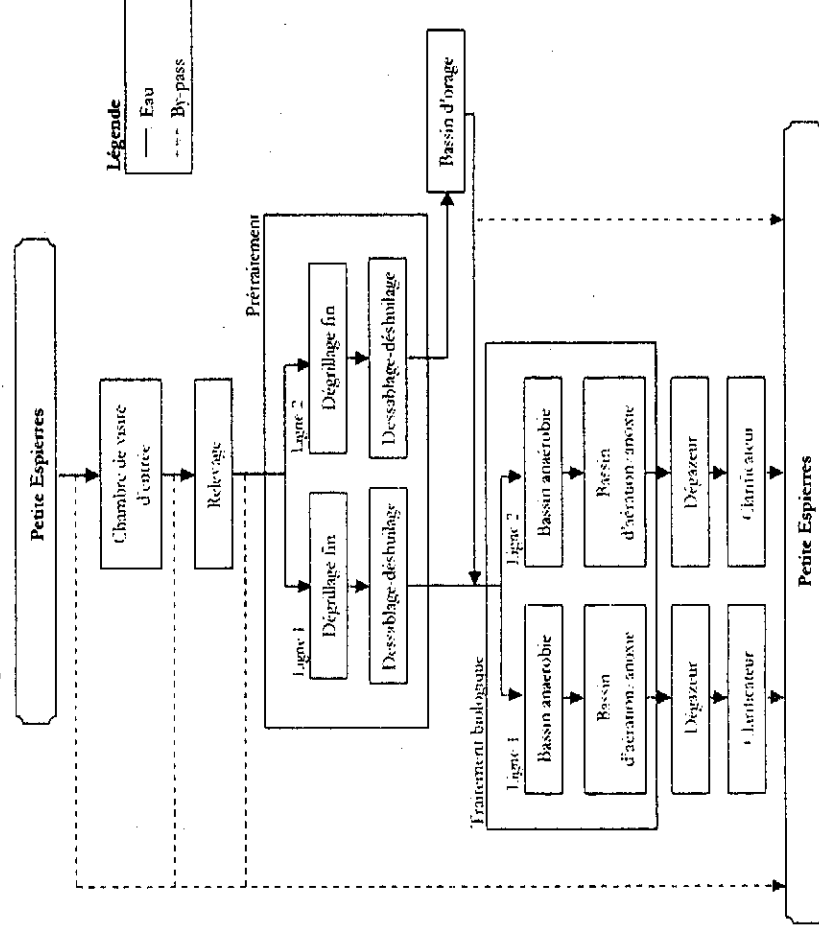 Petite Espierres
Légende
Eau
By-pass
Chambre de visite
d'entrée
Relevage
Prétraitement
Ligne 1
Ligne 2
Dégrillage fin
Dégrillage fin
Dessablage-déshuilage
Dessablage-déshuilage
Bassin d'orage
Traitement biologique
Ligne 1
Ligne 2
Bassin anaérobie
Bassin anaérobie
Bassin
d'aération/anoxie
Bassin
d'aération/anoxie
Dégazeur
Dégazeur
Clarificateur
Clarificateur
Petite Espierres